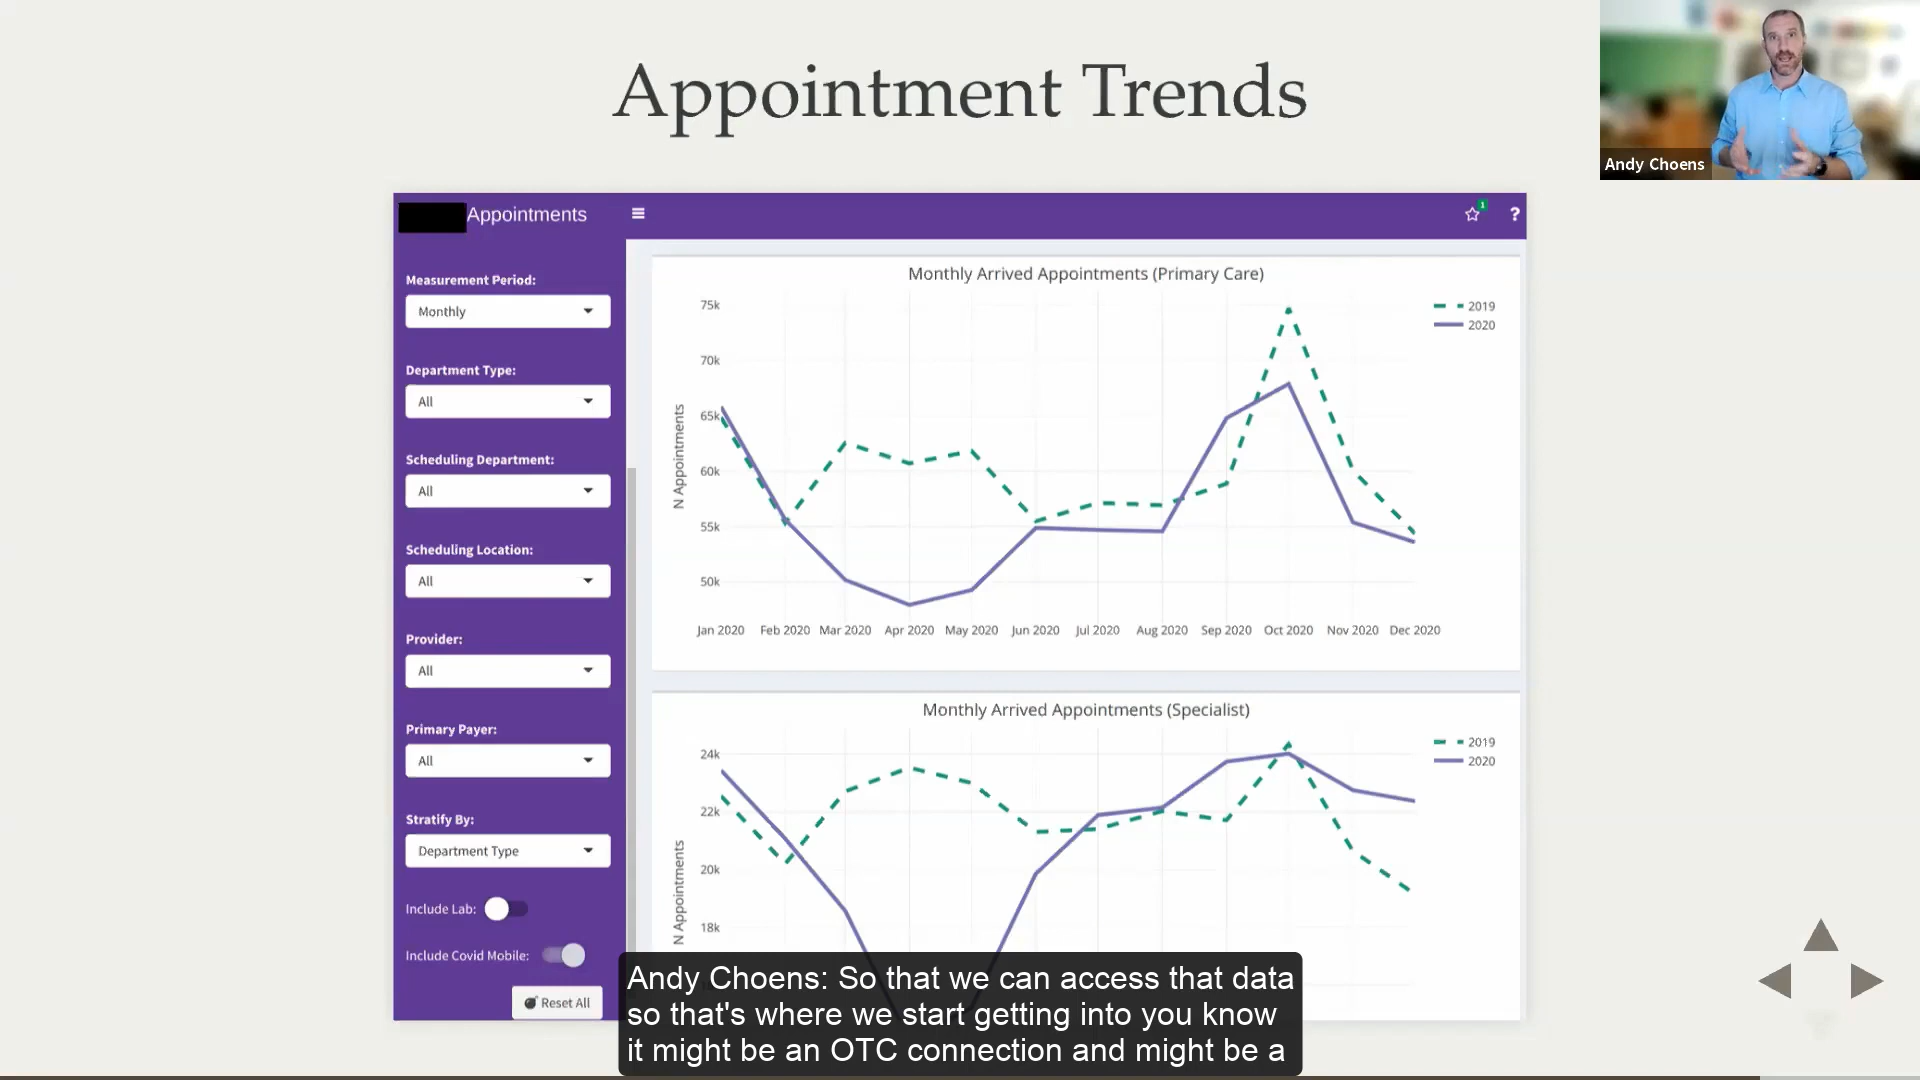 Appointment Trends
Andy Choens
Appointments
1
?
Measurement Period:
Monthly
Department Type:
All
Scheduling Department:
All
Scheduling Location:
All
Provider:
All
Primary Payer:
All
Stratify By:
Department Type
Include Lab:
Include Covid Mobile:
Reset All
Monthly Arrived Appointments (Primary Care)
2019
2020
75k
70k
65k
60k
55k
50k
N Appointments
Jan 2020 Feb 2020 Mar 2020 Apr 2020 May 2020 Jun 2020 Jul 2020 Aug 2020 Sep 2020 Oct 2020 Nov 2020 Dec 2020
Monthly Arrived Appointments (Specialist)
2019
2020
24k
22k
20k
18k
N Appointments
Andy Choens: So that we can access that data
so that's where we start getting into you know
it might be an OTC connection and might be a